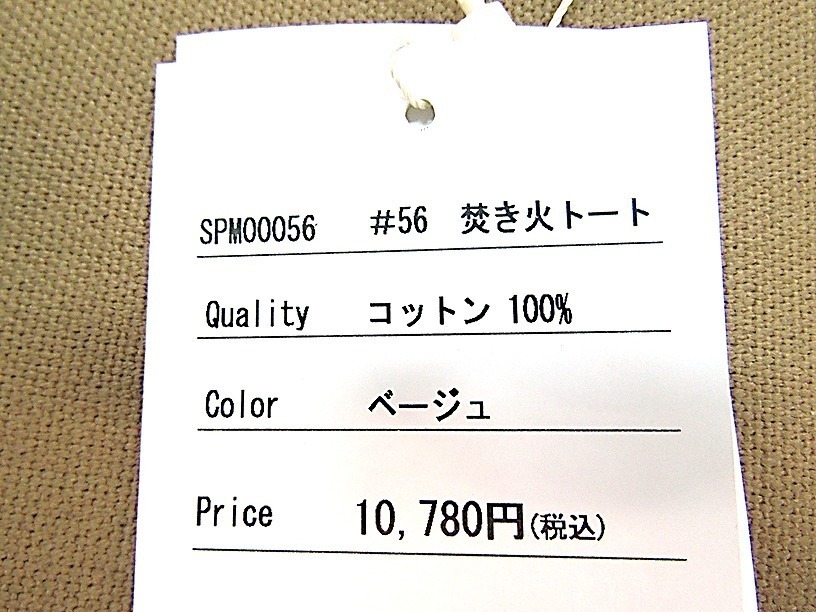 SPM00056 #56 焚き火トート
Quality コットン 100%
Color ベージュ
Price 10,780円(税込)